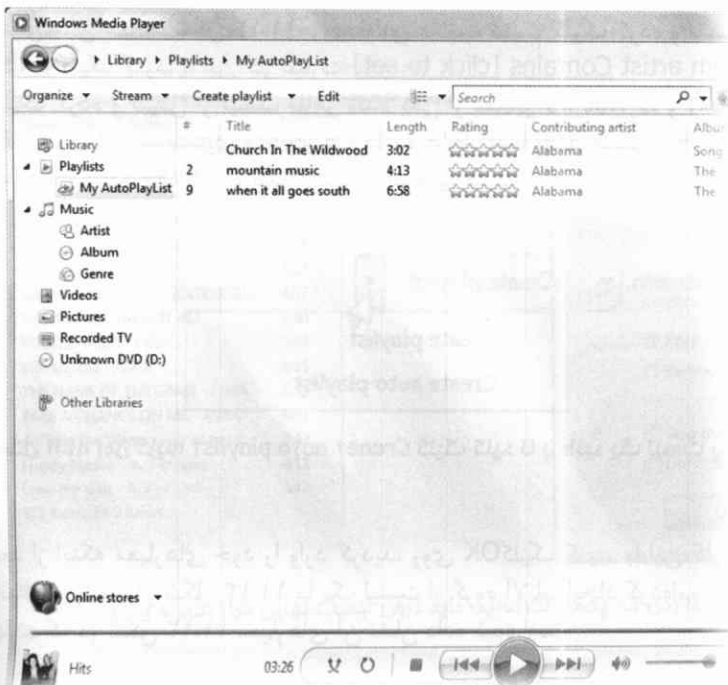 Windows Media Player
Library ▸ Playlists ▸ My AutoPlayList
Organize Stream Create playlist Edit Search
# Title Length Rating Contributing artist
Library
Playlists
My AutoPlayList
Music
Artist
Album
Genre
Videos
Pictures
Recorded TV
Unknown DVD (D:)
Other Libraries
Church In The Wildwood 3:02 Alabama Song
2 mountain music 4:13 Alabama The
9 when it all goes south 6:58 Alabama The
Online stores
Hits 03:26